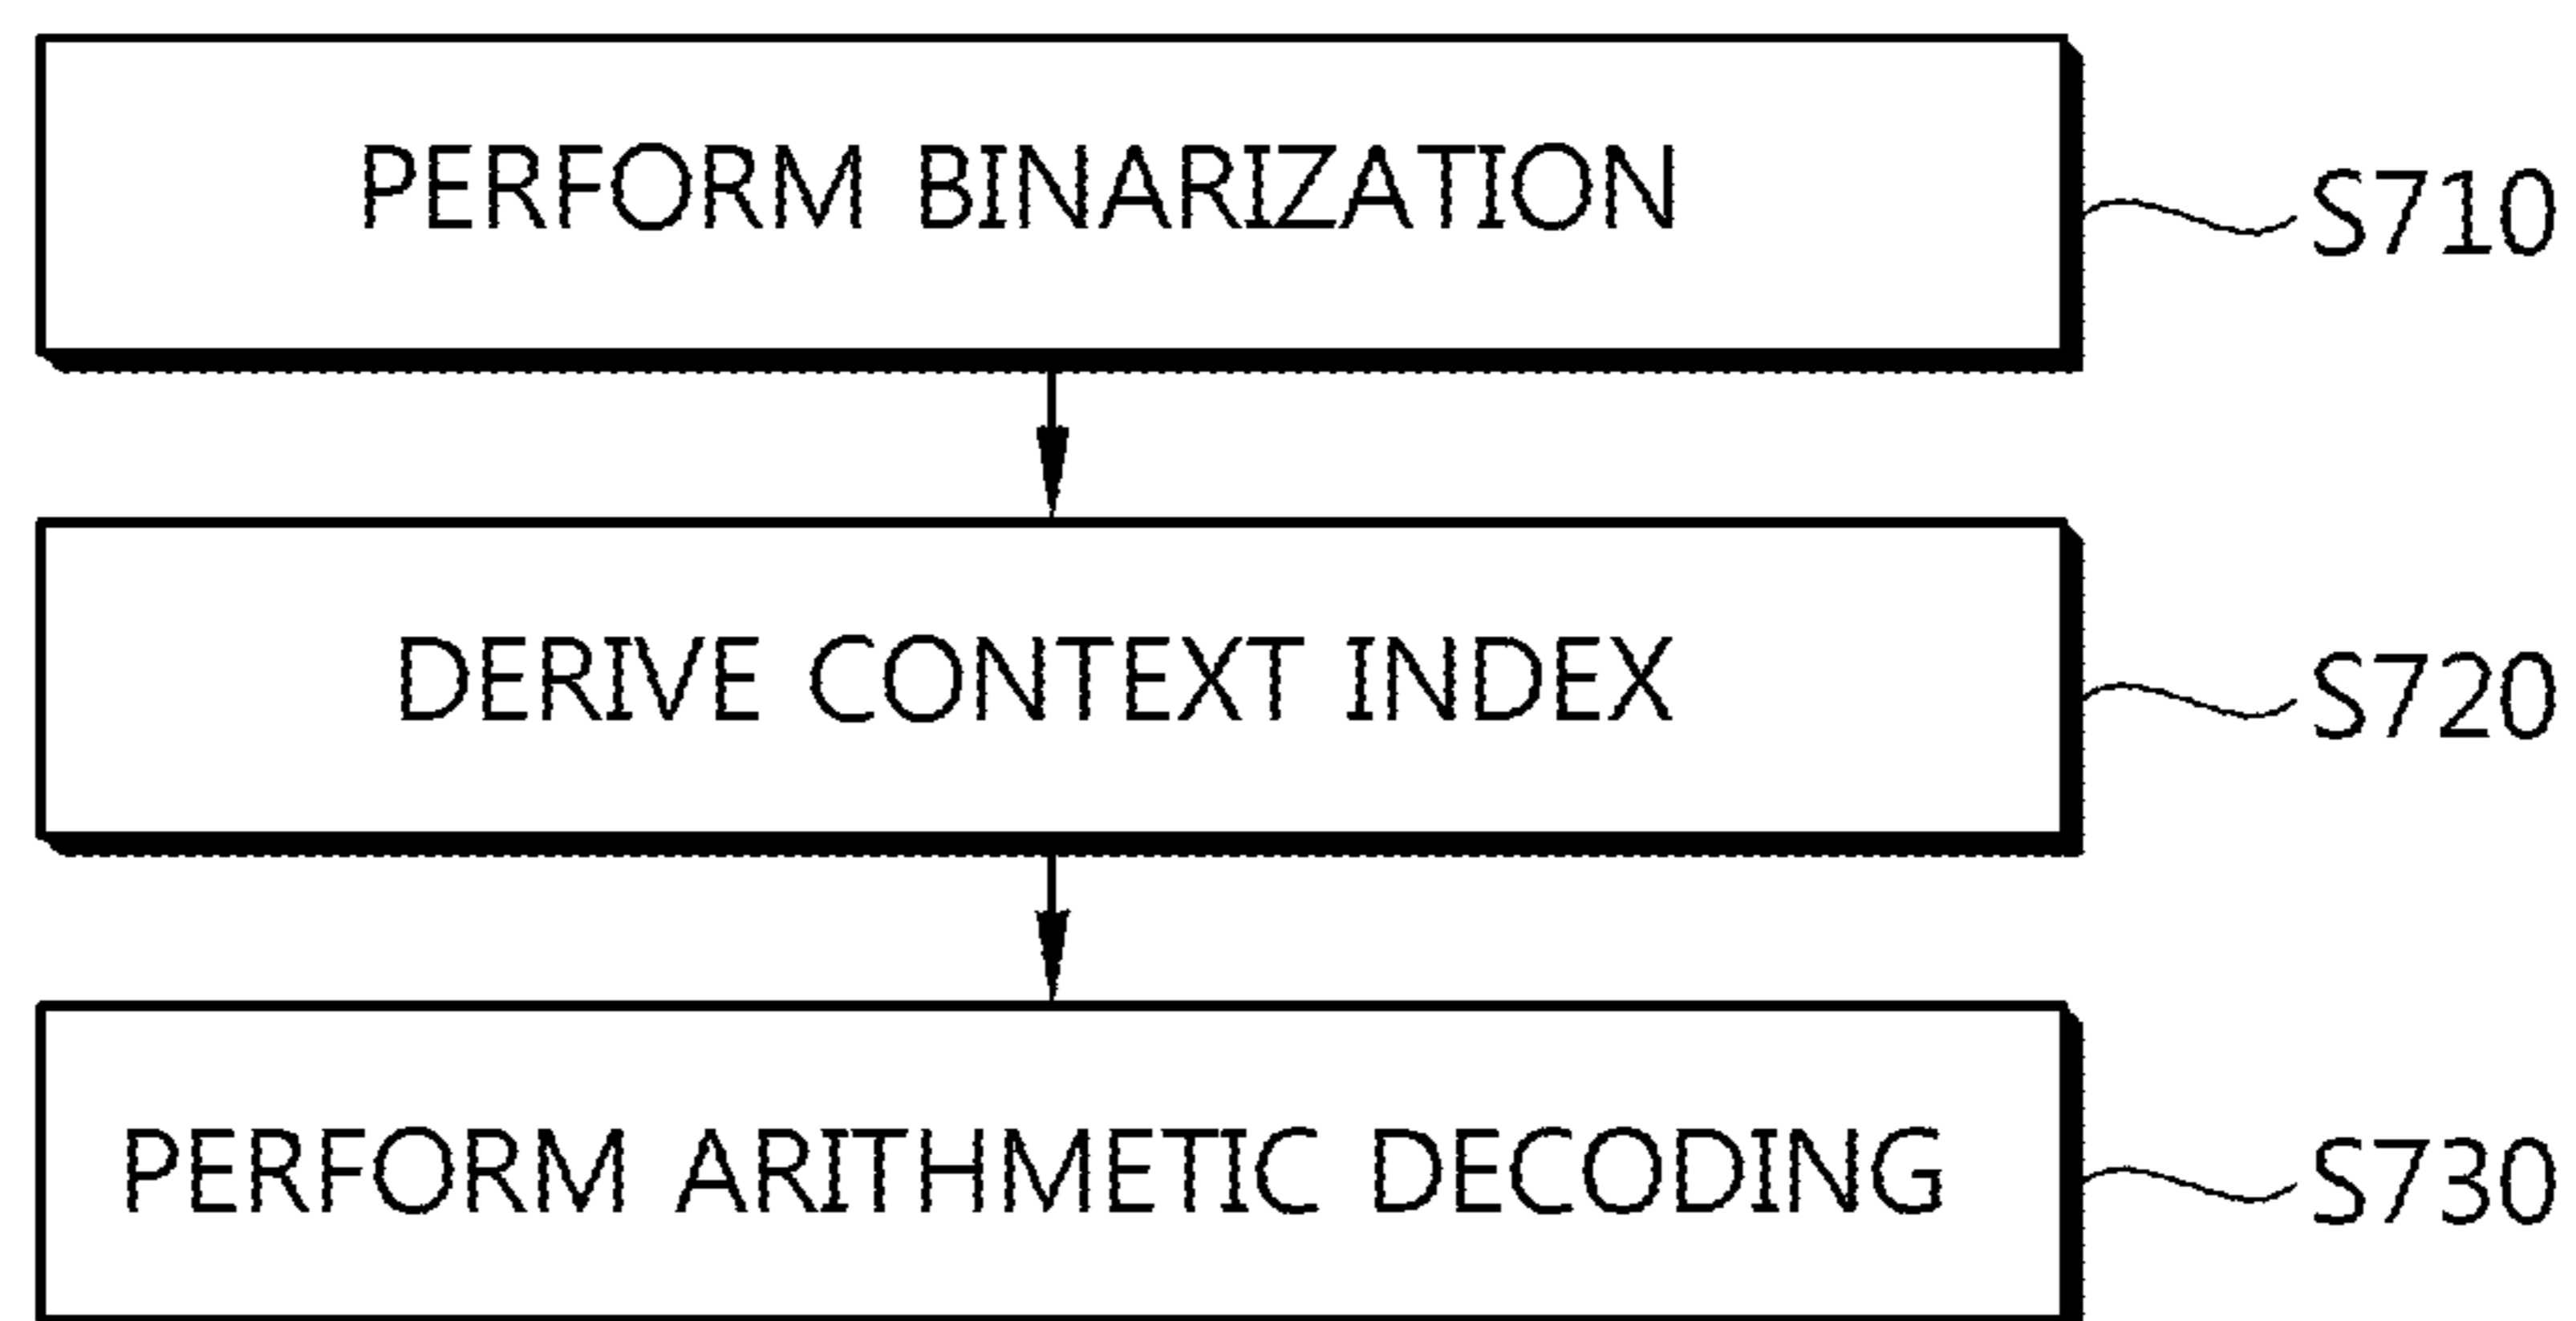 PERFORM BINARIZATION
S710
DERIVE CONTEXT INDEX
S720
PERFORM ARITHMETIC DECODING
S730